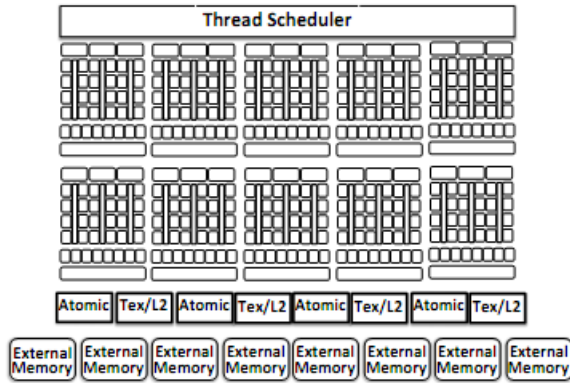 Thread Scheduler
Atomic Tex/L2 Atomic Tex/L2 Atomic Tex/L2 Atomic Tex/L2
External External External External External External External External
Memory Memory Memory Memory Memory Memory Memory Memory